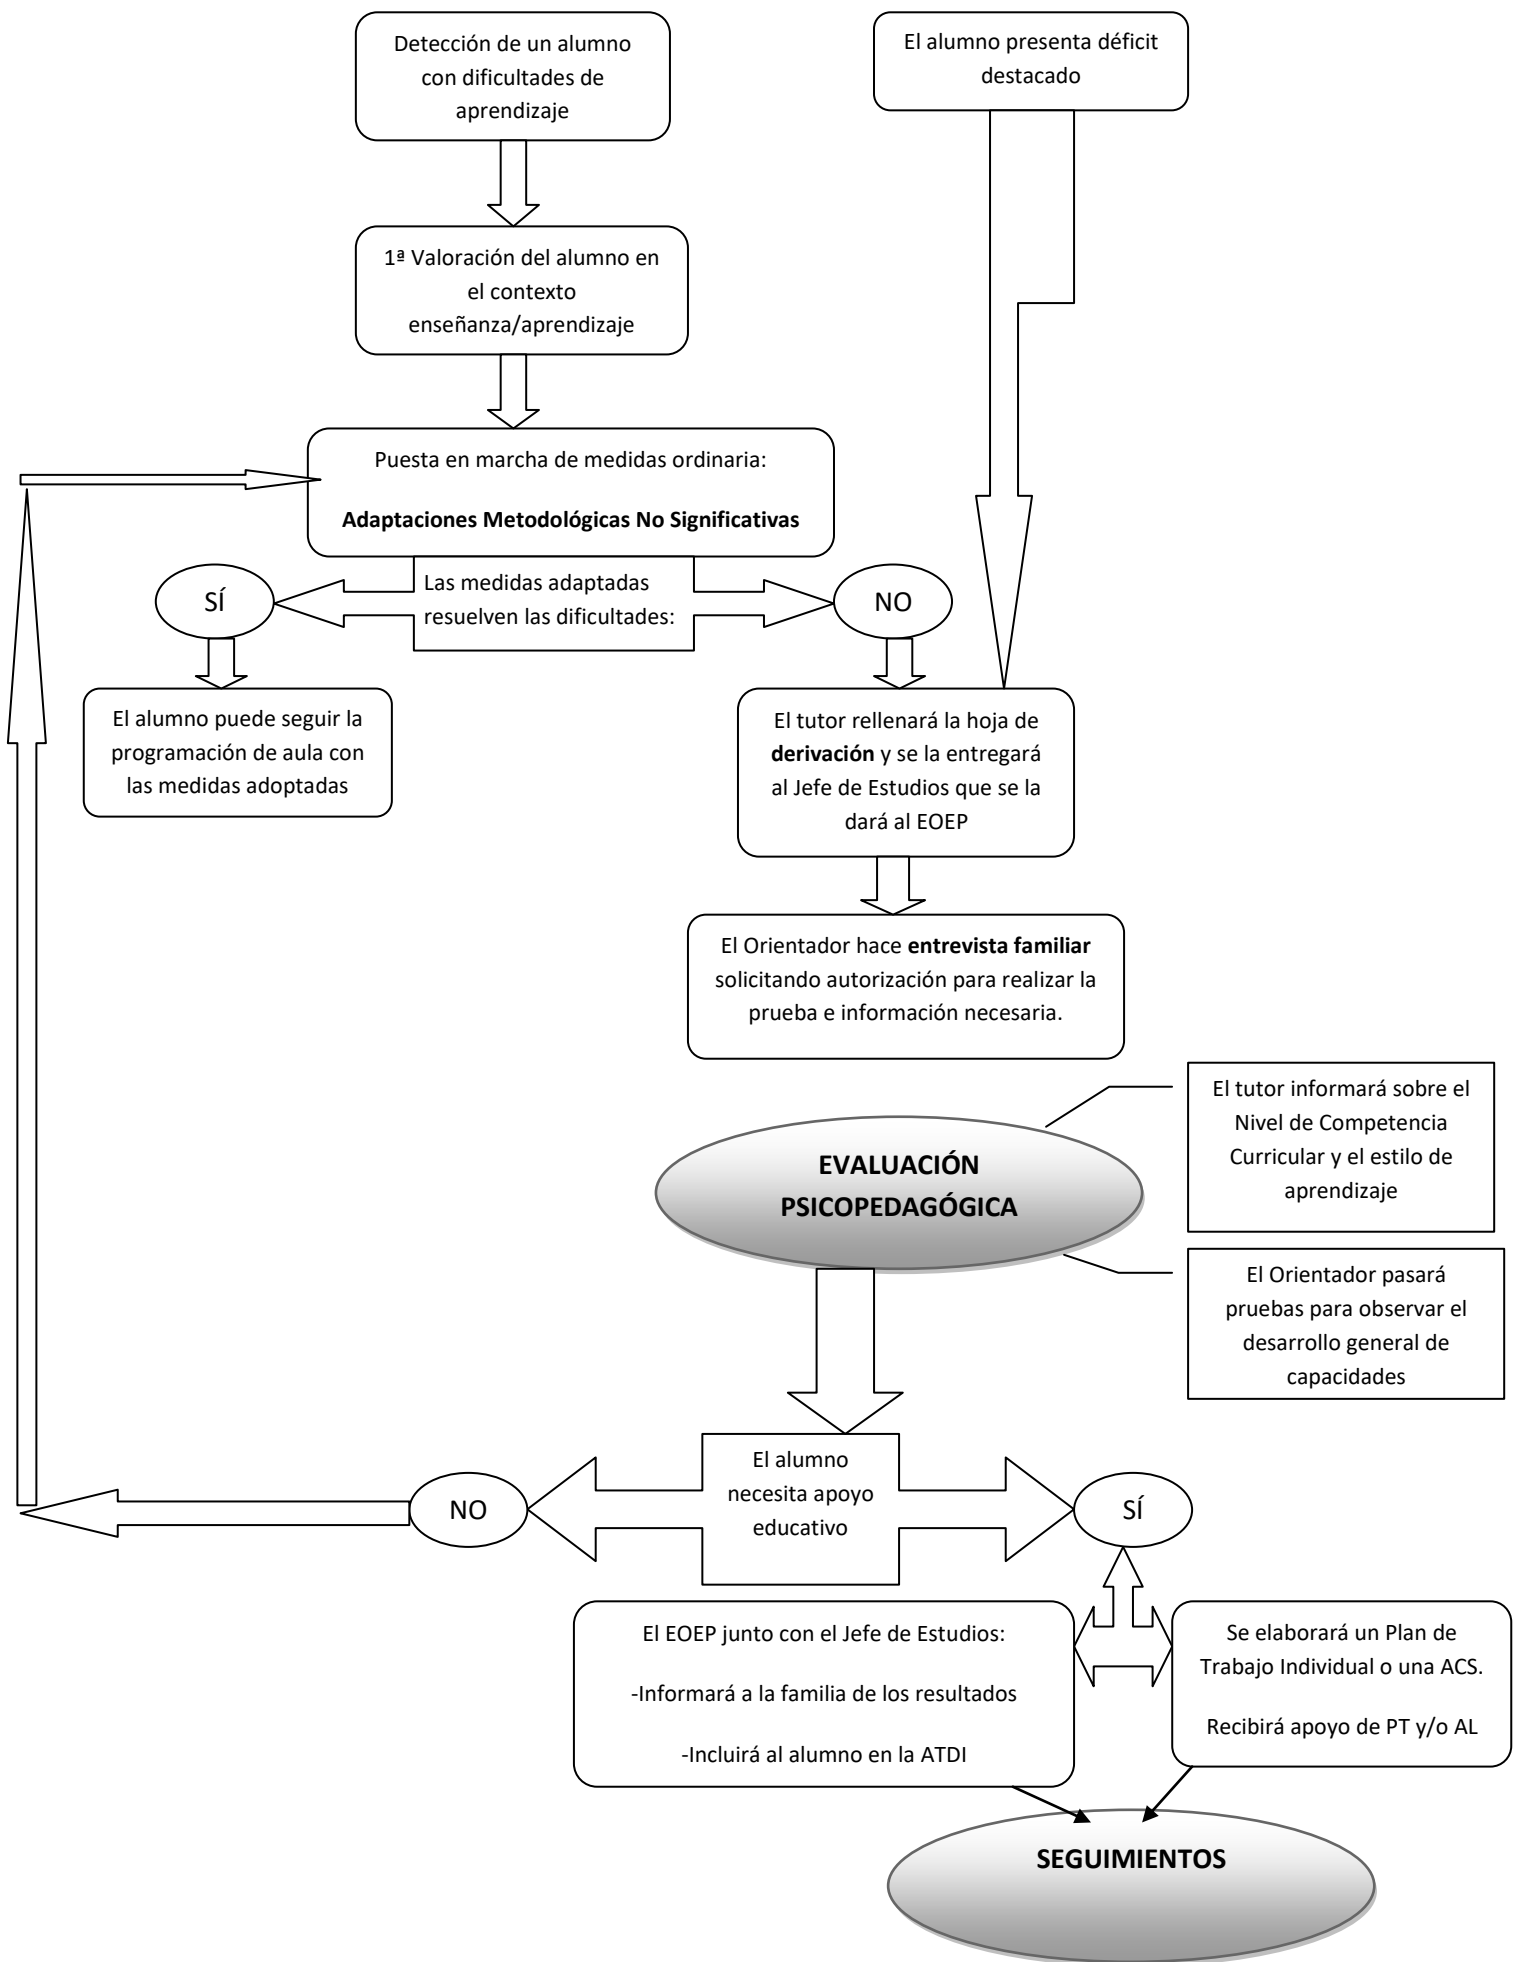 Detección de un alumno
con dificultades de
aprendizaje
El alumno presenta déficit
destacado
1ª Valoración del alumno en
el contexto
enseñanza/aprendizaje
Puesta en marcha de medidas ordinaria:
Adaptaciones Metodológicas No Significativas
SÍ
Las medidas adaptadas
resuelven las dificultades:
NO
El alumno puede seguir la
programación de aula con
las medidas adoptadas
El tutor rellenará la hoja de
derivación y se la entregará
al Jefe de Estudios que se la
dará al EOEP
El Orientador hace entrevista familiar
solicitando autorización para realizar la
prueba e información necesaria.
El tutor informará sobre el
Nivel de Competencia
Curricular y el estilo de
aprendizaje
EVALUACIÓN
PSICOPEDAGÓGICA
El Orientador pasará
pruebas para observar el
desarrollo general de
capacidades
El alumno
necesita apoyo
educativo
NO
SÍ
El EOEP junto con el Jefe de Estudios:
-Informará a la familia de los resultados
-Incluirá al alumno en la ATDI
Se elaborará un Plan de
Trabajo Individual o una ACS.
Recibirá apoyo de PT y/o AL
SEGUIMIENTOS